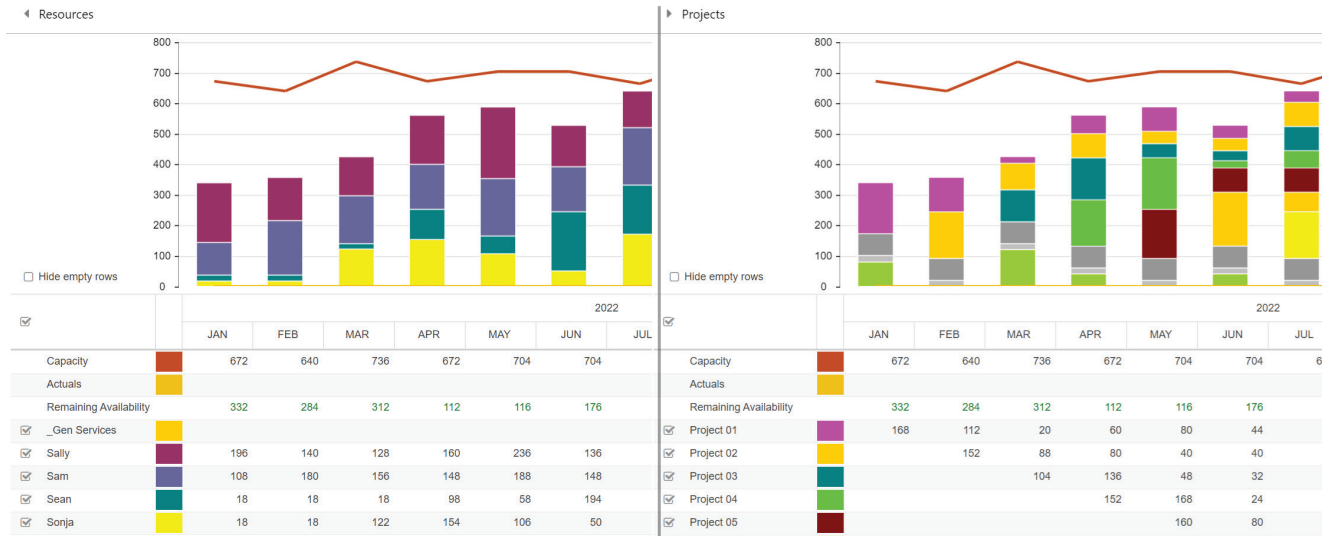 Resources
800
700
600
500
400
300
200
100
0
Hide empty rows
2022
JAN FEB MAR APR MAY JUN JUL
Capacity 672 640 736 672 704 704
Actuals
Remaining Availability 332 284 312 112 116 176
_Gen Services
Sally 196 140 128 160 236 136
Sam 108 180 156 148 188 148
Sean 18 18 18 98 58 194
Sonja 18 18 122 154 106 50
Projects
800
700
600
500
400
300
200
100
0
Hide empty rows
2022
JAN FEB MAR APR MAY JUN JUL
Capacity 672 640 736 672 704 704 6
Actuals
Remaining Availability 332 284 312 112 116 176
Project 01 168 112 20 60 80 44
Project 02 152 88 80 40 40
Project 03 104 136 48 32
Project 04 152 168 24
Project 05 160 80